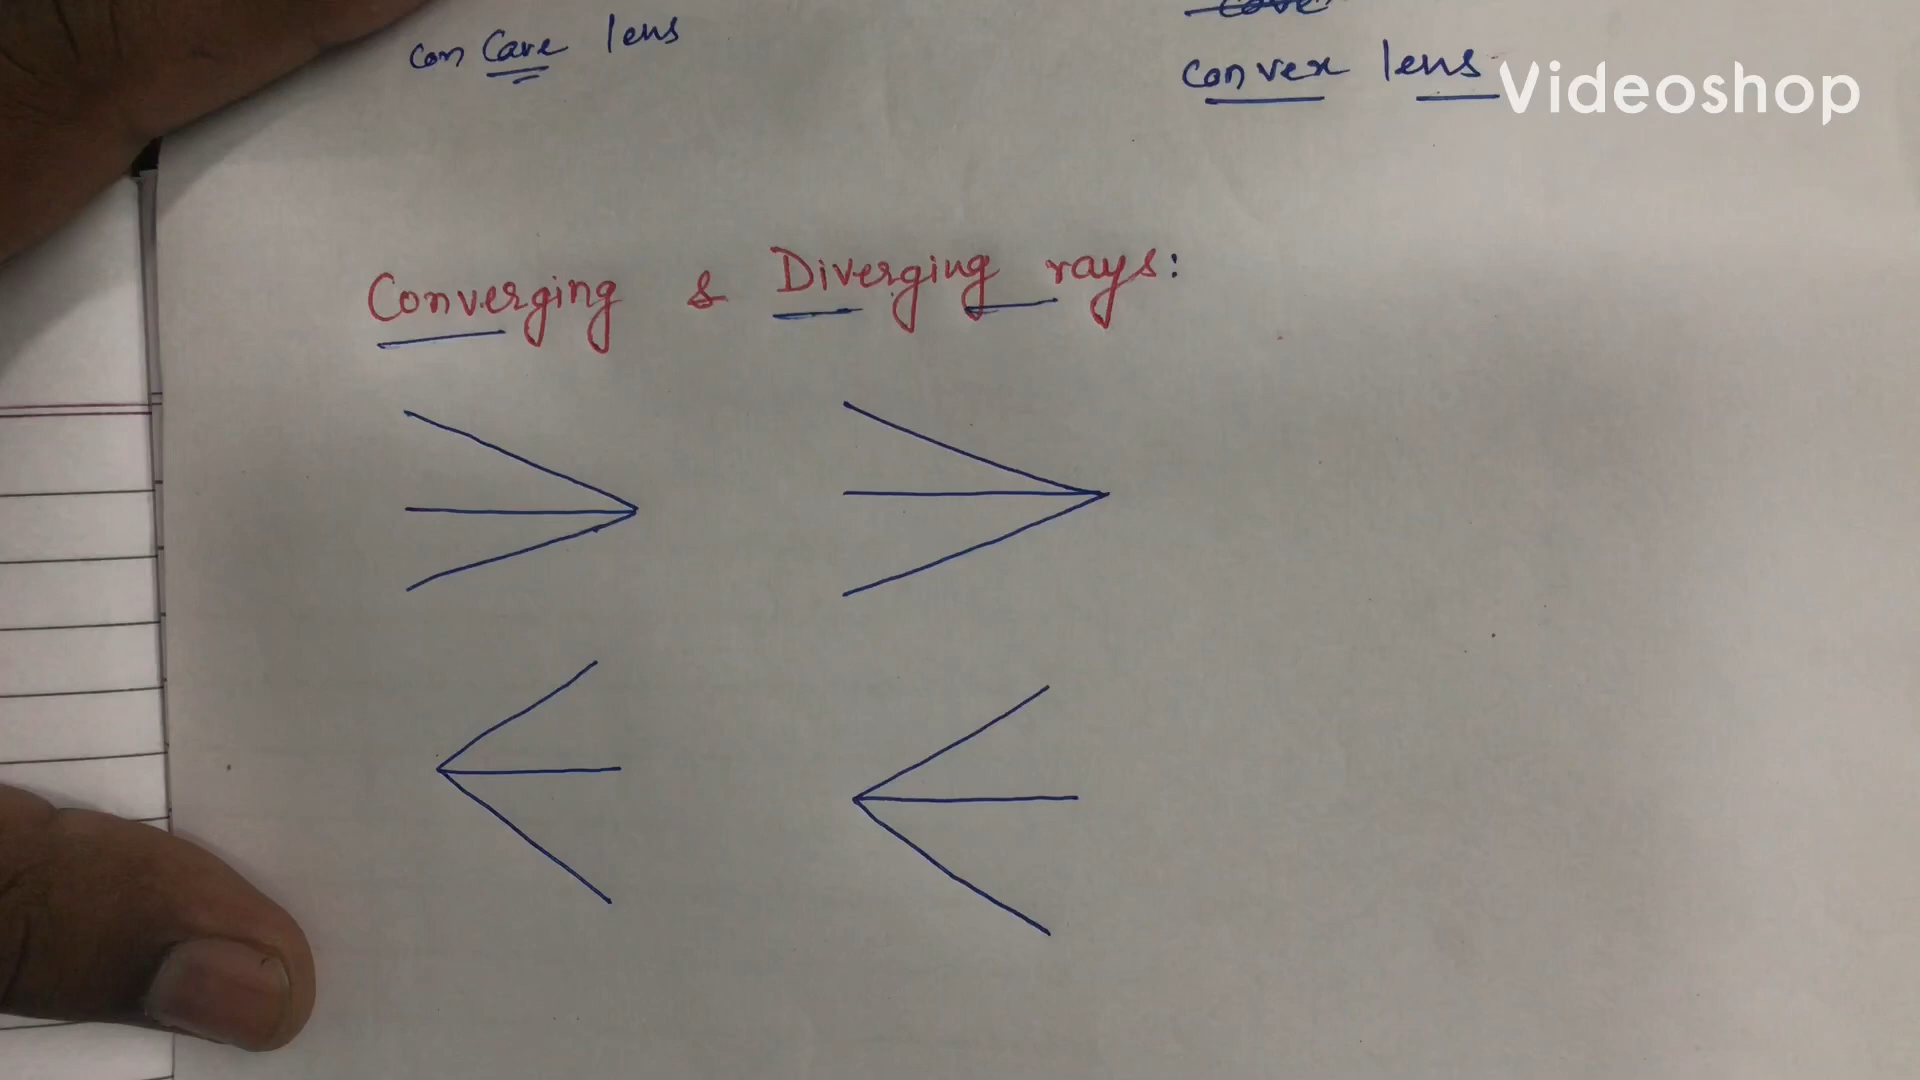 con Cave lens
convex lens
Videoshop
Converging & Diverging rays: